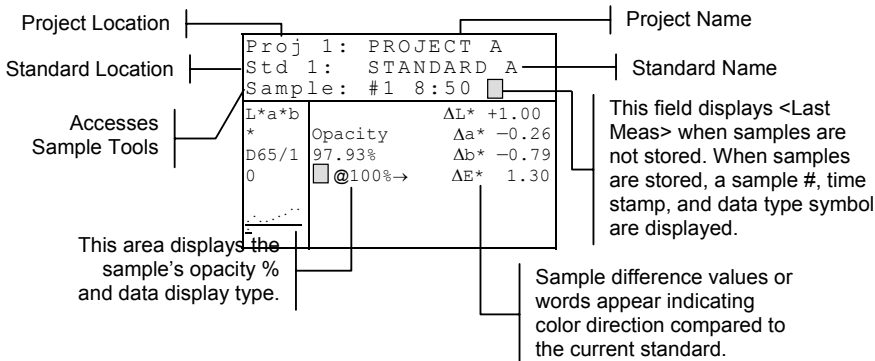 Project Location
Project Name
Proj 1: PROJECT A
Standard Location
Std 1: STANDARD A
Standard Name
Sample: #1 8:50
Accesses
Sample Tools
This field displays <Last
Meas> when samples are
not stored. When samples
are stored, a sample #, time
stamp, and data type symbol
are displayed.
L*a*b
*
D65/1
0
Opacity
97.93%
@100%→
ΔL* +1.00
Δa* −0.26
Δb* −0.79
ΔE* 1.30
This area displays the
sample's opacity %
and data display type.
Sample difference values or
words appear indicating
color direction compared to
the current standard.